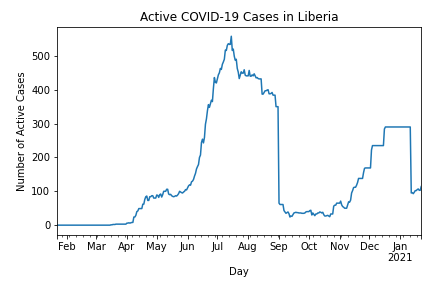 Active COVID-19 Cases in Liberia
Number of Active Cases
500
400
300
200
100
0
Feb Mar Apr May Jun Jul Aug Sep Oct Nov Dec Jan
2021
Day